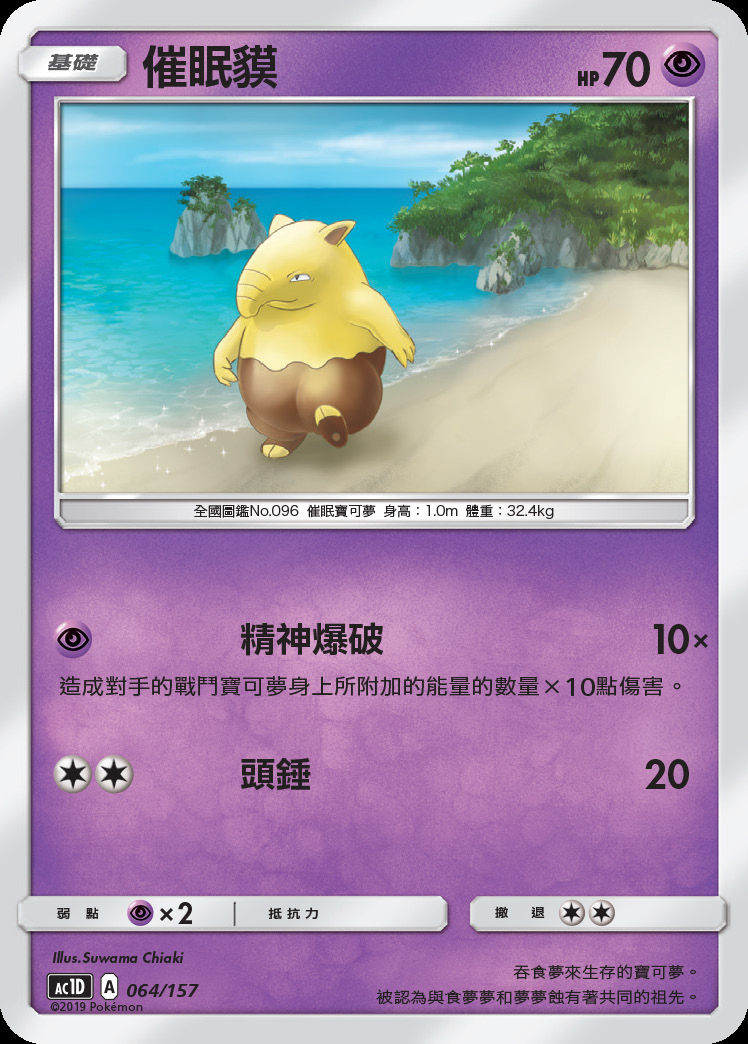 基礎 催眠貘 HP70
全國圖鑑No.096 催眠寶可夢 身高：1.0m 體重：32.4kg
精神爆破 10×
造成對手的戰鬥寶可夢身上所附加的能量的數量×10點傷害。
頭錘 20
弱點 ×2 抵抗力 撤退
Illus.Suwama Chiaki
AC1D A 064/157
©2019 Pokémon
吞食夢來生存的寶可夢。
被認為與食夢夢和夢夢蝕有著共同的祖先。